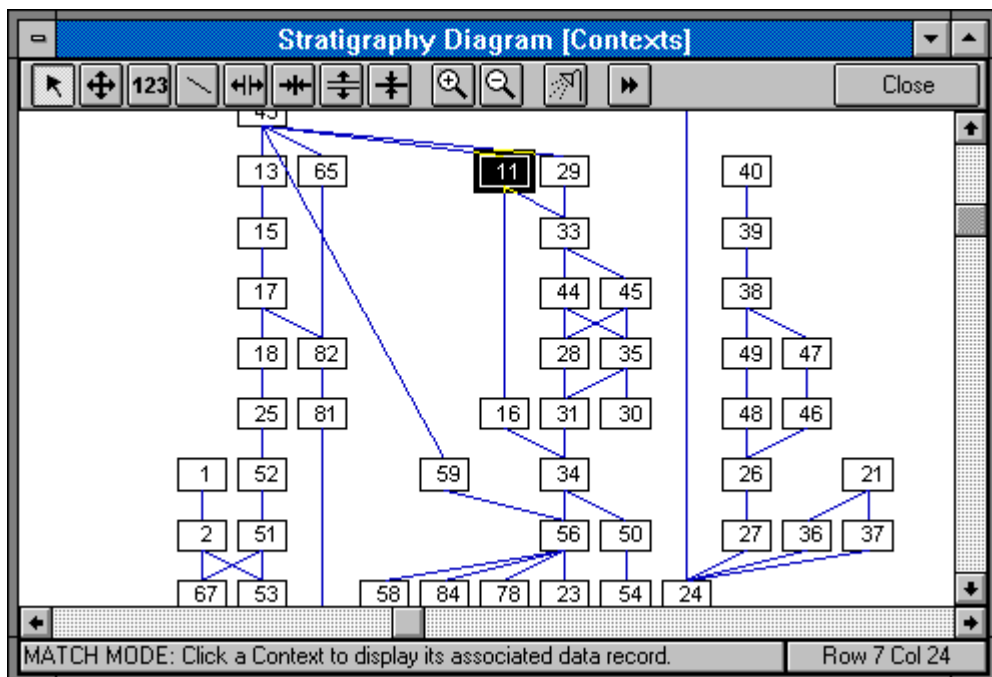 Stratigraphy Diagram [Contexts]
123 Close
13 65 11 29 40
15 33 39
17 44 45 38
18 82 28 35 49 47
25 81 16 31 30 48 46
1 52 59 34 26 21
2 51 56 50 27 36 37
67 53 58 84 78 23 54 24
MATCH MODE: Click a Context to display its associated data record. Row 7 Col 24